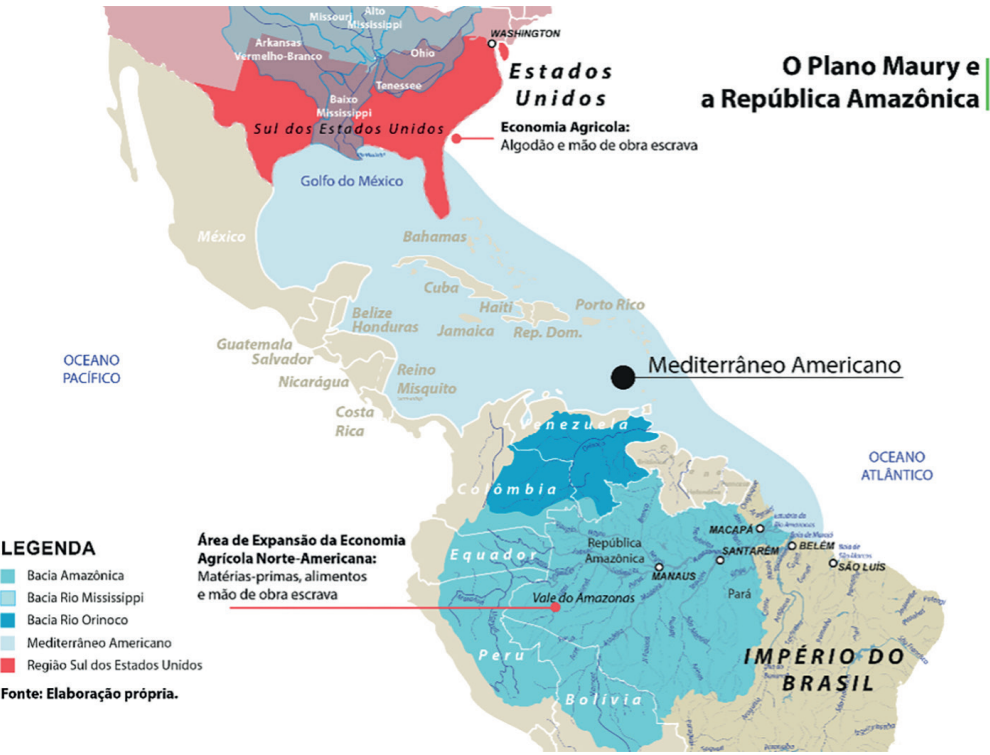 O Plano Maury e
a República Amazônica
Missouri
Alto
Mississippi
WASHINGTON
Arkansas
Vermelho-Branco
Ohio
Tenessee
Baixo
Mississippi
Sul dos Estados Unidos
Estados
Unidos
Economia Agricola:
Algodão e mão de obra escrava
Golfo do México
México
Bahamas
Cuba
Haiti
Porto Rico
Jamaica
Rep. Dom.
Belize
Honduras
Guatemala
Salvador
Nicarágua
Reino
Misquito
Costa
Rica
OCEANO
PACÍFICO
Mediterrâneo Americano
OCEANO
ATLÂNTICO
Venezuela
Colômbia
Equador
Peru
Bolívia
República
Amazônica
Vale do Amazonas
MANAUS
SANTARÉM
Pará
MACAPÁ
BELÉM
SÃO LUÍS
IMPÉRIO DO
BRASIL
Área de Expansão da Economia
Agrícola Norte-Americana:
Matérias-primas, alimentos
e mão de obra escrava
LEGENDA
Bacia Amazônica
Bacia Rio Mississippi
Bacia Rio Orinoco
Mediterrâneo Americano
Região Sul dos Estados Unidos
Fonte: Elaboração própria.